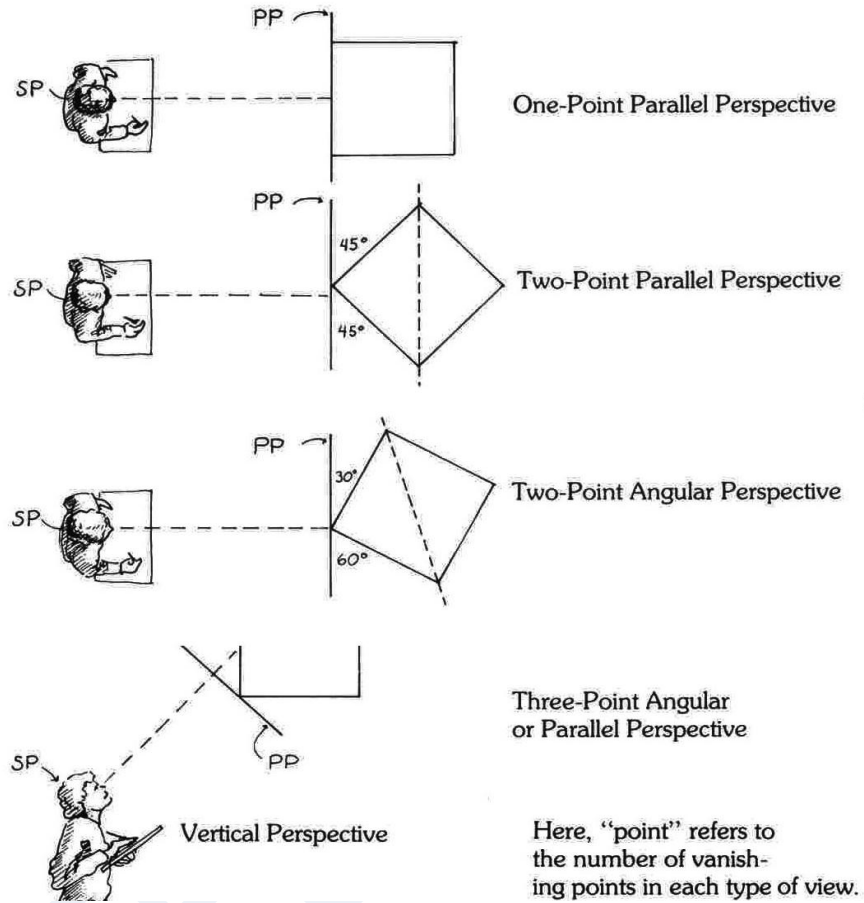 PP
SP
One-Point Parallel Perspective
PP
45°
SP
Two-Point Parallel Perspective
45°
PP
30°
SP
Two-Point Angular Perspective
60°
Three-Point Angular
or Parallel Perspective
SP
PP
Vertical Perspective
Here, “point” refers to
the number of vanish-
ing points in each type of view.